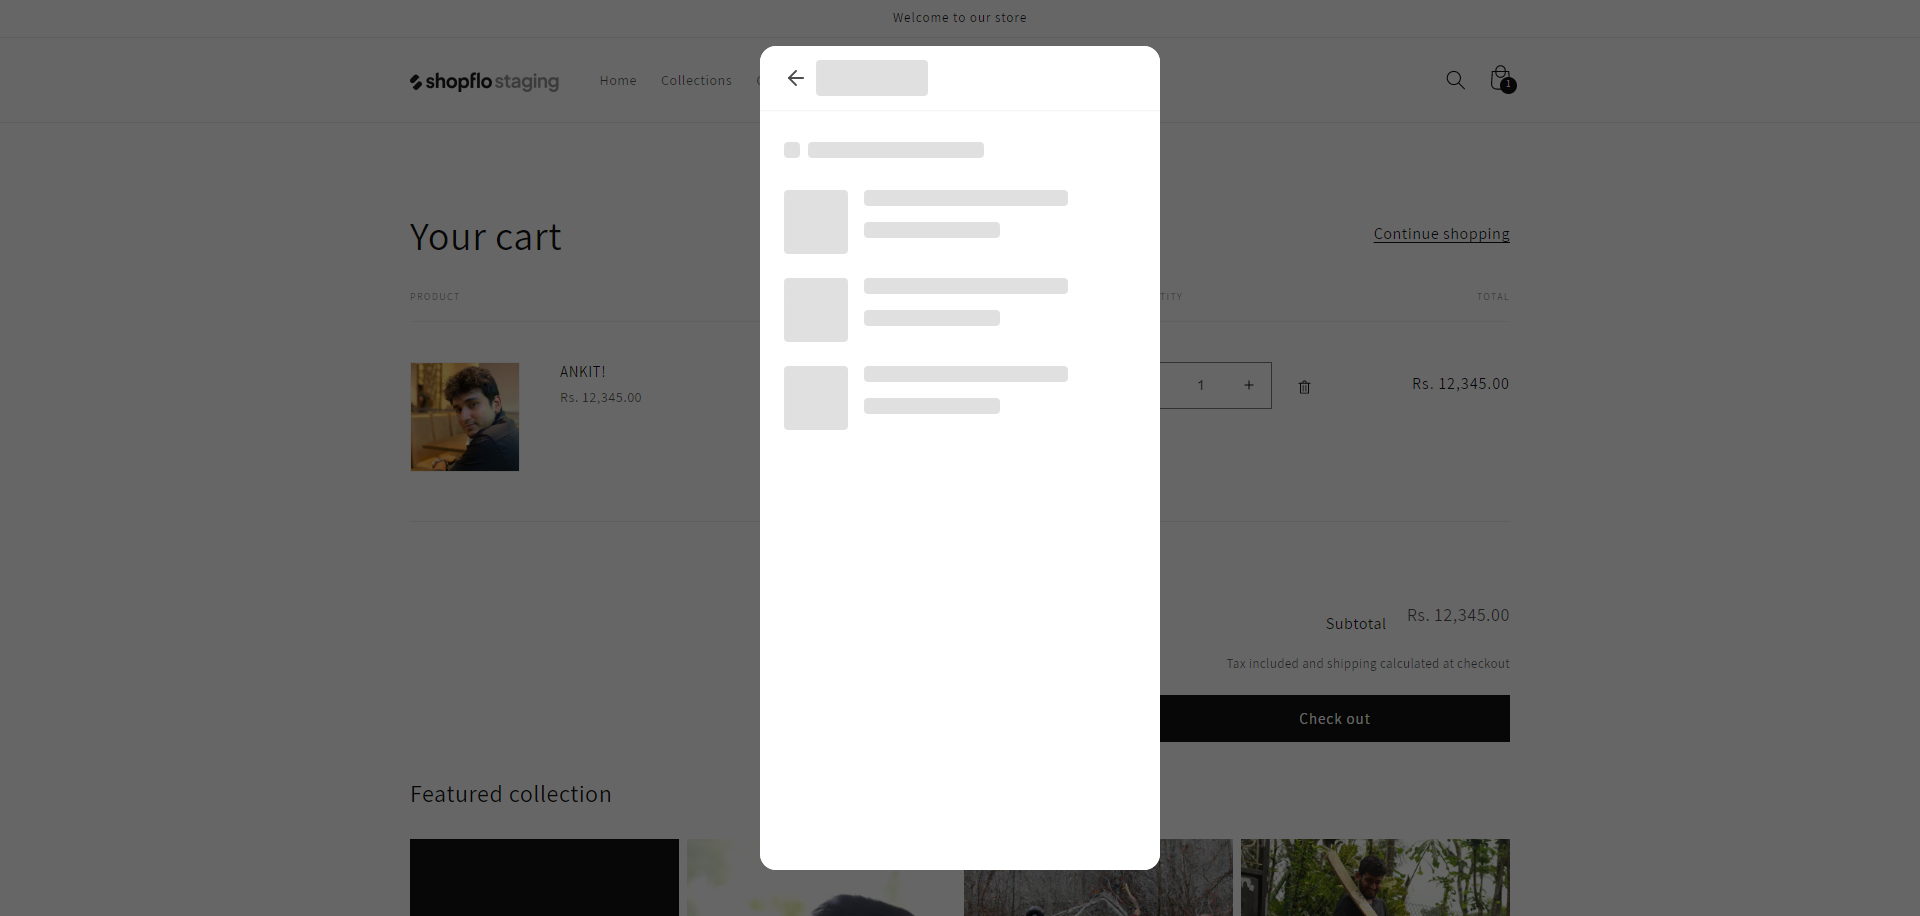 Welcome to our store
shopflo staging
Home
Collections
1
Your cart
Continue shopping
PRODUCT
TITY
TOTAL
ANKIT!
Rs. 12,345.00
1
+
Rs. 12,345.00
Subtotal
Rs. 12,345.00
Tax included and shipping calculated at checkout
Check out
Featured collection